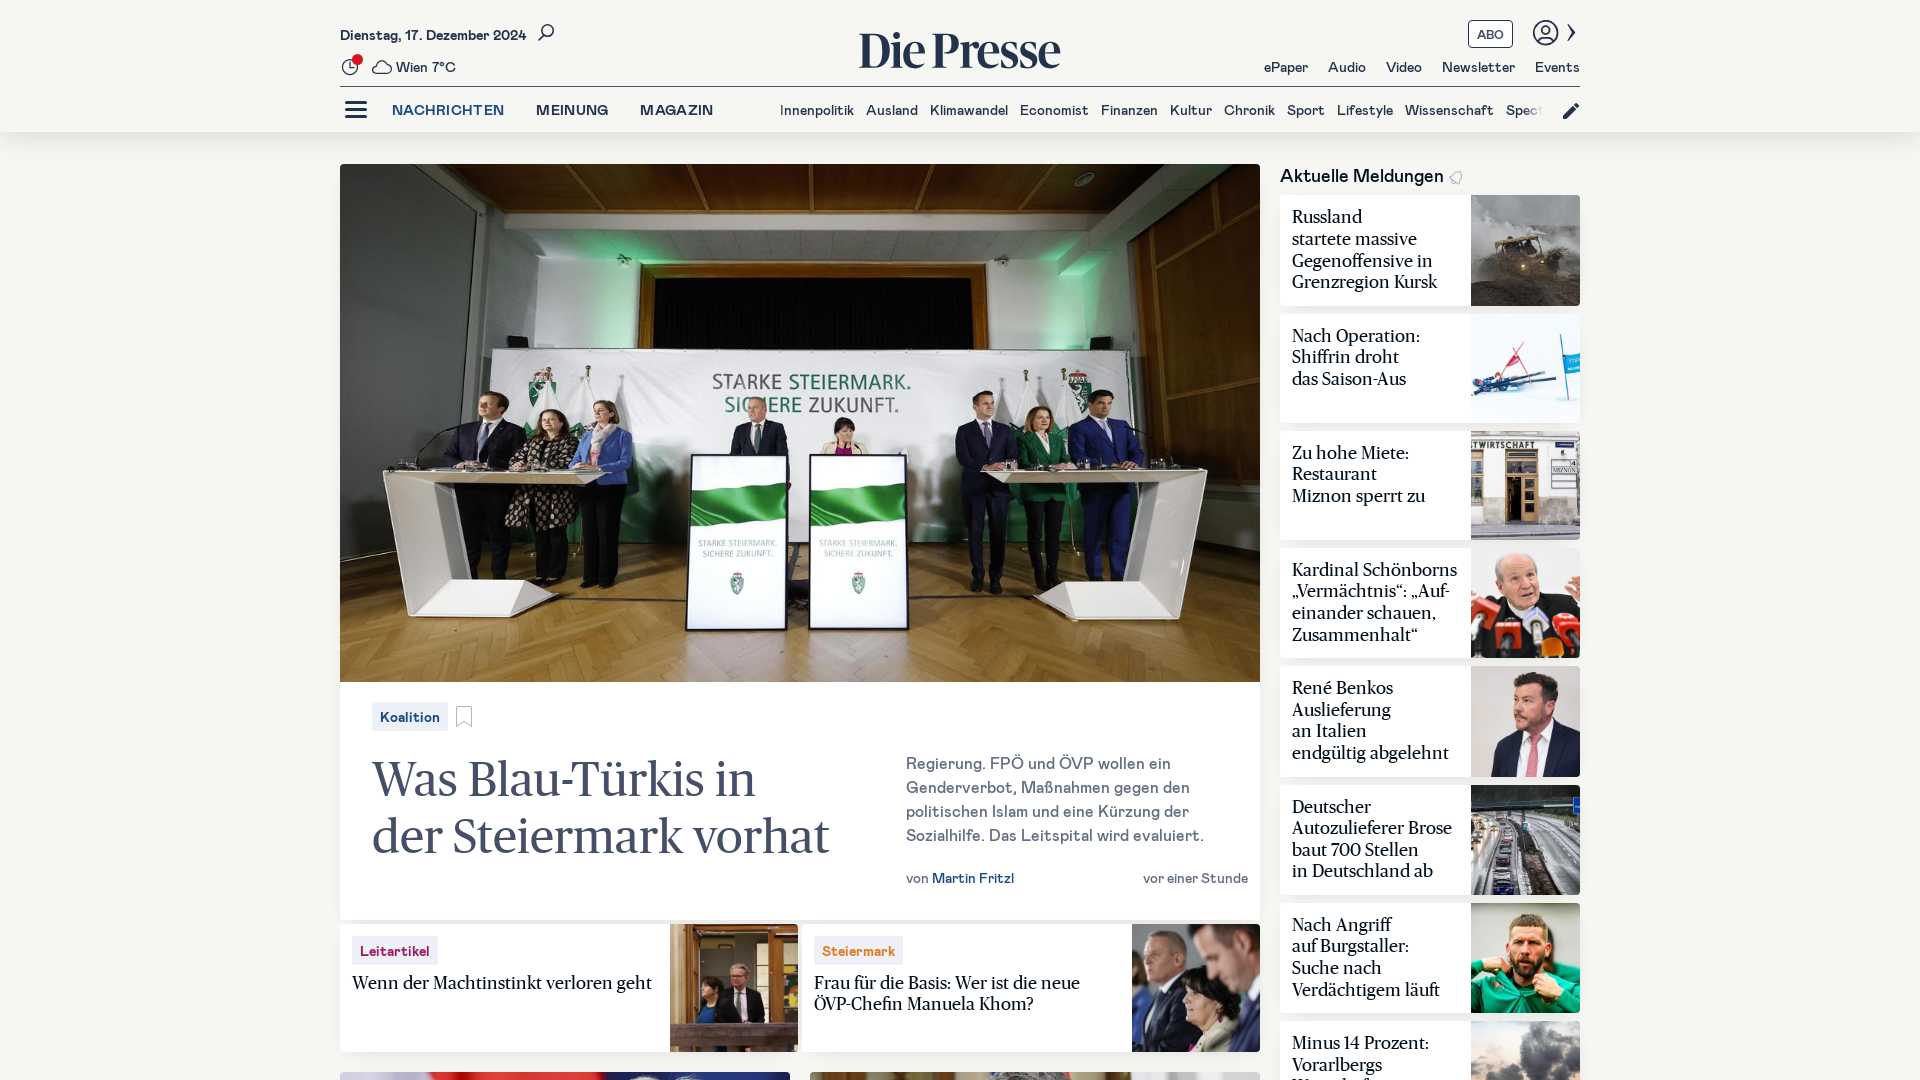 Dienstag, 17. Dezember 2024
Die Presse
ABO
Wien 7°C
ePaper Audio Video Newsletter Events
NACHRICHTEN MEINUNG MAGAZIN
Innenpolitik Ausland Klimawandel Economist Finanzen Kultur Chronik Sport Lifestyle Wissenschaft Spect
STARKE STEIERMARK.
SICHERE ZUKUNFT.
STARKE STEIERMARK.
SICHERE ZUKUNFT.
STARKE STEIERMARK.
SICHERE ZUKUNFT.
Koalition
Was Blau-Türkis in
der Steiermark vorhat
Regierung. FPÖ und ÖVP wollen ein
Genderverbot, Maßnahmen gegen den
politischen Islam und eine Kürzung der
Sozialhilfe. Das Leitspital wird evaluiert.
von Martin Fritzl
vor einer Stunde
Leitartikel
Wenn der Machtinstinkt verloren geht
Steiermark
Frau für die Basis: Wer ist die neue
ÖVP-Chefin Manuela Khom?
Aktuelle Meldungen
Russland
startete massive
Gegenoffensive in
Grenzregion Kursk
Nach Operation:
Shiffrin droht
das Saison-Aus
Zu hohe Miete:
Restaurant
Miznon sperrt zu
STWIRTSCHAFT
MIZNON
Kardinal Schönborns
„Vermächtnis“: „Auf-
einander schauen,
Zusammenhalt“
René Benkos
Auslieferung
an Italien
endgültig abgelehnt
Deutscher
Autozulieferer Brose
baut 700 Stellen
in Deutschland ab
Nach Angriff
auf Burgstaller:
Suche nach
Verdächtigem läuft
Minus 14 Prozent:
Vorarlbergs